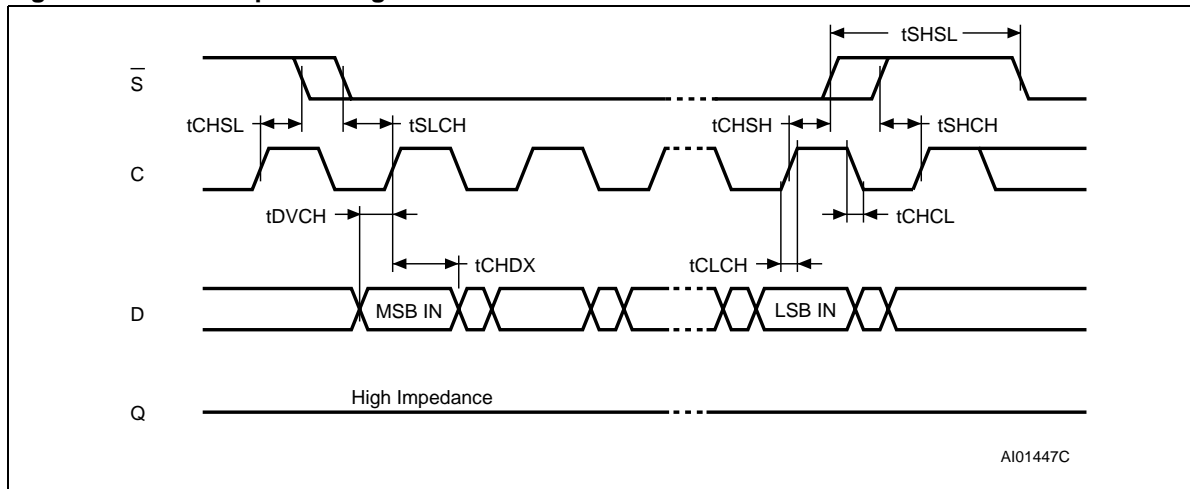 tSHSL
S
tCHSL
tSLCH
tCHSH
tSHCH
C
tDVCH
tCHCL
tCHDX
tCLCH
D
MSB IN
LSB IN
High Impedance
Q
AI01447C